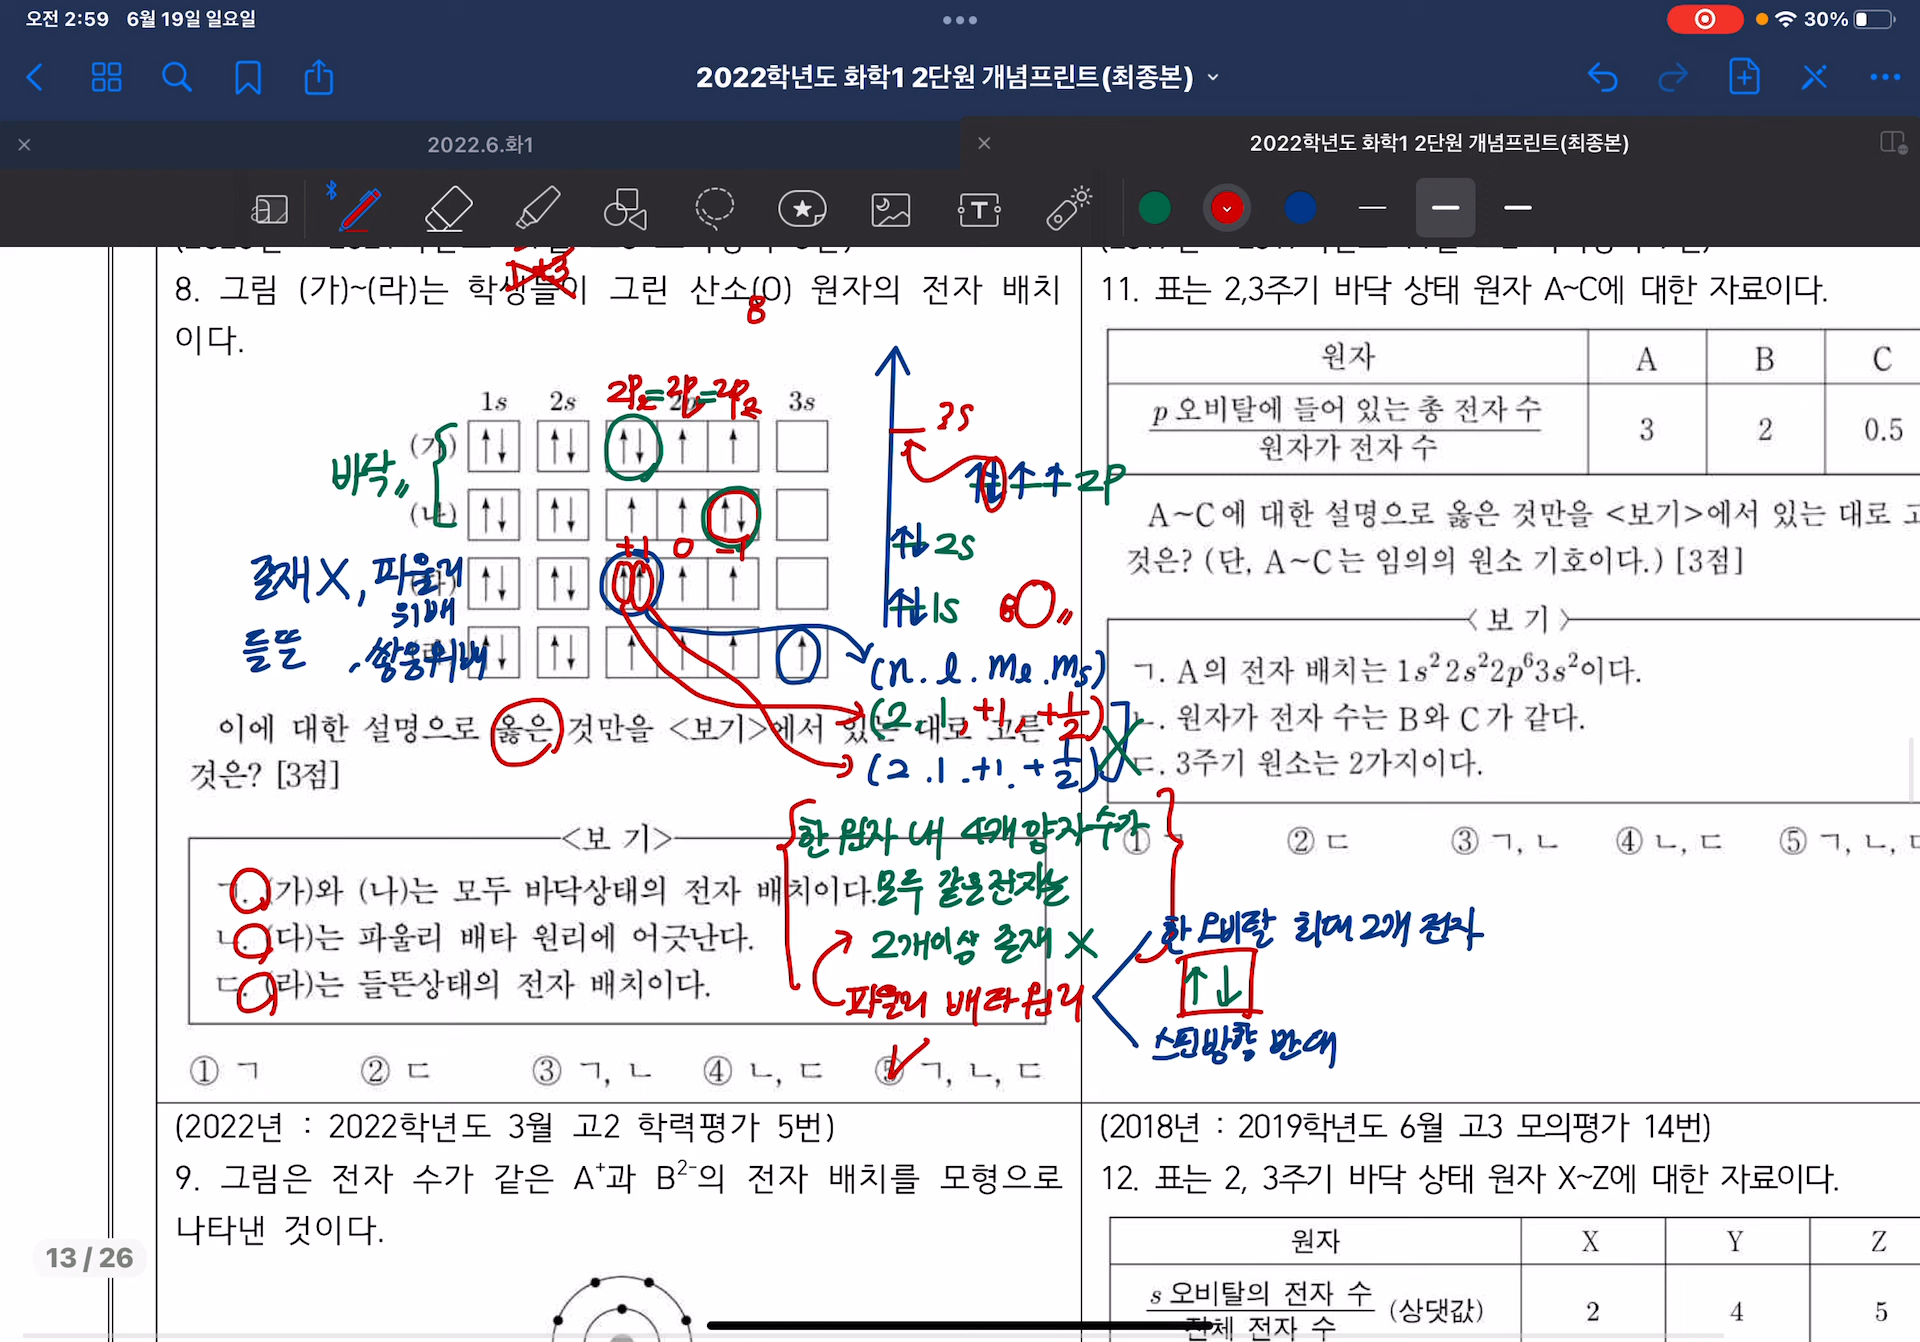 오전 2:59 6월 19일 일요일
30%
2022학년도 화학1 2단원 개념프린트(최종본)
2022.6.화1
2022학년도 화학1 2단원 개념프린트(최종본)
8. 그림 (가)~(라)는 학생들이 그린 산소(O) 원자의 전자 배치
8
이다.
2px=2py=2pz
1s 2s 2p 3s
(가)
바닥
(나)
+1 0 -1
존재 X, 파울리
위배
들뜬, 쌍음위배
3s
2p
2s
1s
8O
(n. l. ml. ms)
(2, 1, +1, +1/2)
(2. 1. +1. +1/2)
X
이에 대한 설명으로 옳은 것만을 <보기>에서 있는 대로 고른
것은? [3점]
<보 기>
ㄱ. (가)와 (나)는 모두 바닥상태의 전자 배치이다.
ㄴ. (다)는 파울리 배타 원리에 어긋난다.
ㄷ. (라)는 들뜬상태의 전자 배치이다.
한 원자 내 4개 양자수가
모두 같은 전자는
2개이상 존재 X
파울리 배타원리
한 오비탈 최대 2개 전자
↑↓
스핀방향 반대
① ㄱ ② ㄷ ③ ㄱ, ㄴ ④ ㄴ, ㄷ ⑤ ㄱ, ㄴ, ㄷ
(2022년 : 2022학년도 3월 고2 학력평가 5번)
9. 그림은 전자 수가 같은 A⁺과 B²⁻의 전자 배치를 모형으로
나타낸 것이다.
13 / 26
11. 표는 2,3주기 바닥 상태 원자 A~C에 대한 자료이다.
원자 A B C
p 오비탈에 들어 있는 총 전자 수
원자가 전자 수
3 2 0.5
A~C에 대한 설명으로 옳은 것만을 <보기>에서 있는 대로 고
것은? (단, A~C는 임의의 원소 기호이다.) [3점]
< 보 기 >
ㄱ. A의 전자 배치는 1s²2s²2p⁶3s²이다.
ㄴ. 원자가 전자 수는 B와 C가 같다.
ㄷ. 3주기 원소는 2가지이다.
① ㄱ ② ㄷ ③ ㄱ, ㄴ ④ ㄴ, ㄷ ⑤ ㄱ, ㄴ, ㄷ
(2018년 : 2019학년도 6월 고3 모의평가 14번)
12. 표는 2, 3주기 바닥 상태 원자 X~Z에 대한 자료이다.
원자 X Y Z
s 오비탈의 전자 수
전체 전자 수
(상댓값) 2 4 5